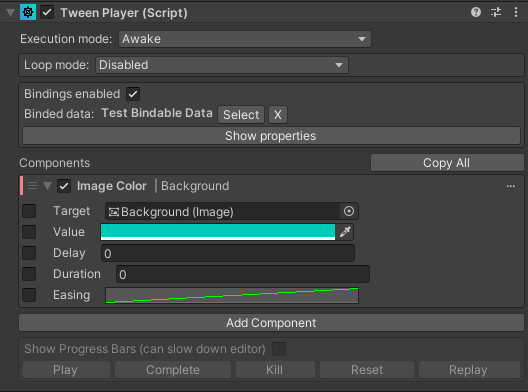 Tween Player (Script)
Execution mode: Awake
Loop mode: Disabled
Bindings enabled
Binded data: Test Bindable Data Select X
Show properties
Components Copy All
Image Color | Background
Target Background (Image)
Value
Delay 0
Duration 0
Easing
Add Component
Show Progress Bars (can slow down editor)
Play Complete Kill Reset Replay